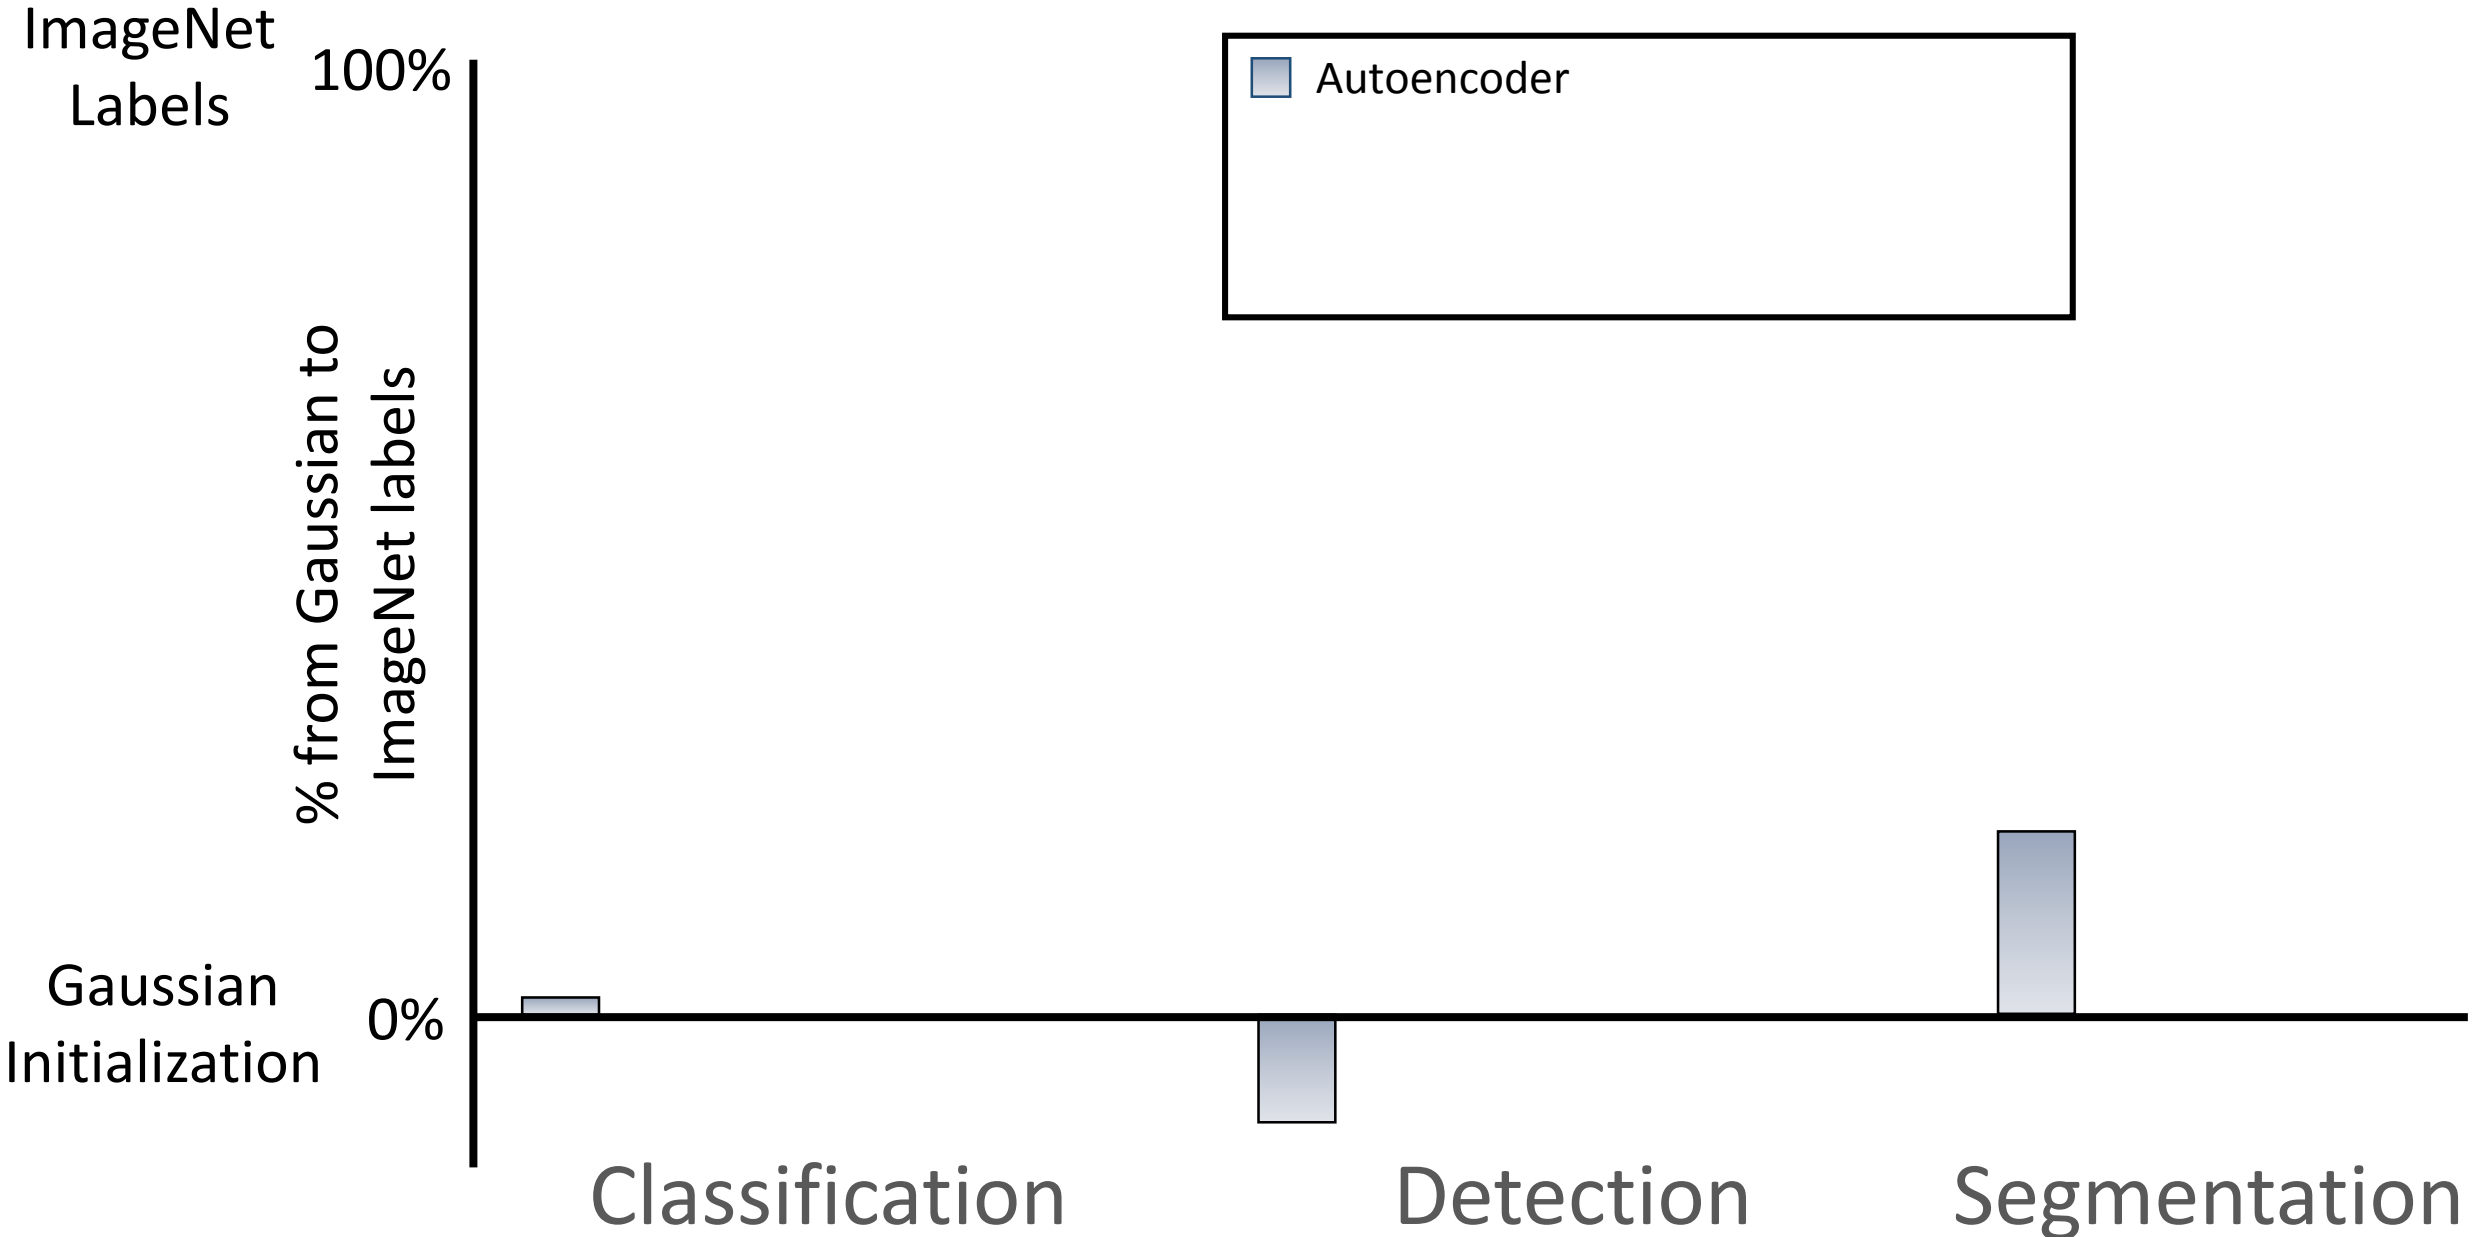 ImageNet
Labels
100%
Autoencoder
% from Gaussian to
ImageNet labels
Gaussian
Initialization
0%
Classification
Detection
Segmentation